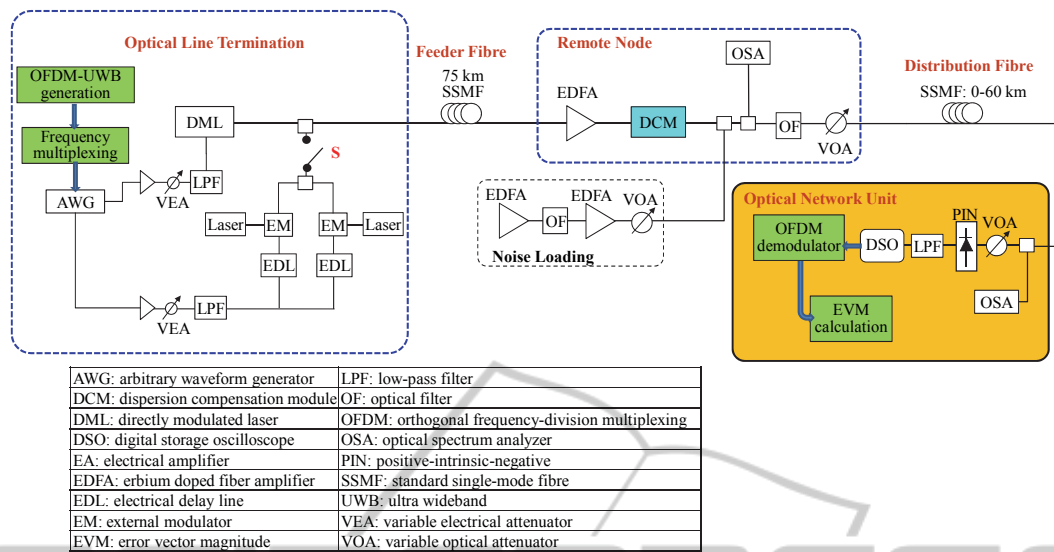 Optical Line Termination
OFDM-UWB
generation
Frequency
multiplexing
AWG
VEA
LPF
DML
S
Laser
EM
EM
Laser
EDL
EDL
VEA
LPF
Feeder Fibre
75 km
SSMF
Remote Node
EDFA
DCM
OSA
OF
VOA
Distribution Fibre
SSMF: 0-60 km
EDFA
OF
EDFA
VOA
Noise Loading
Optical Network Unit
OFDM
demodulator
DSO
LPF
PIN
VOA
OSA
EVM
calculation
AWG: arbitrary waveform generator LPF: low-pass filter
DCM: dispersion compensation module OF: optical filter
DML: directly modulated laser OFDM: orthogonal frequency-division multiplexing
DSO: digital storage oscilloscope OSA: optical spectrum analyzer
EA: electrical amplifier PIN: positive-intrinsic-negative
EDFA: erbium doped fiber amplifier SSMF: standard single-mode fibre
EDL: electrical delay line UWB: ultra wideband
EM: external modulator VEA: variable electrical attenuator
EVM: error vector magnitude VOA: variable optical attenuator